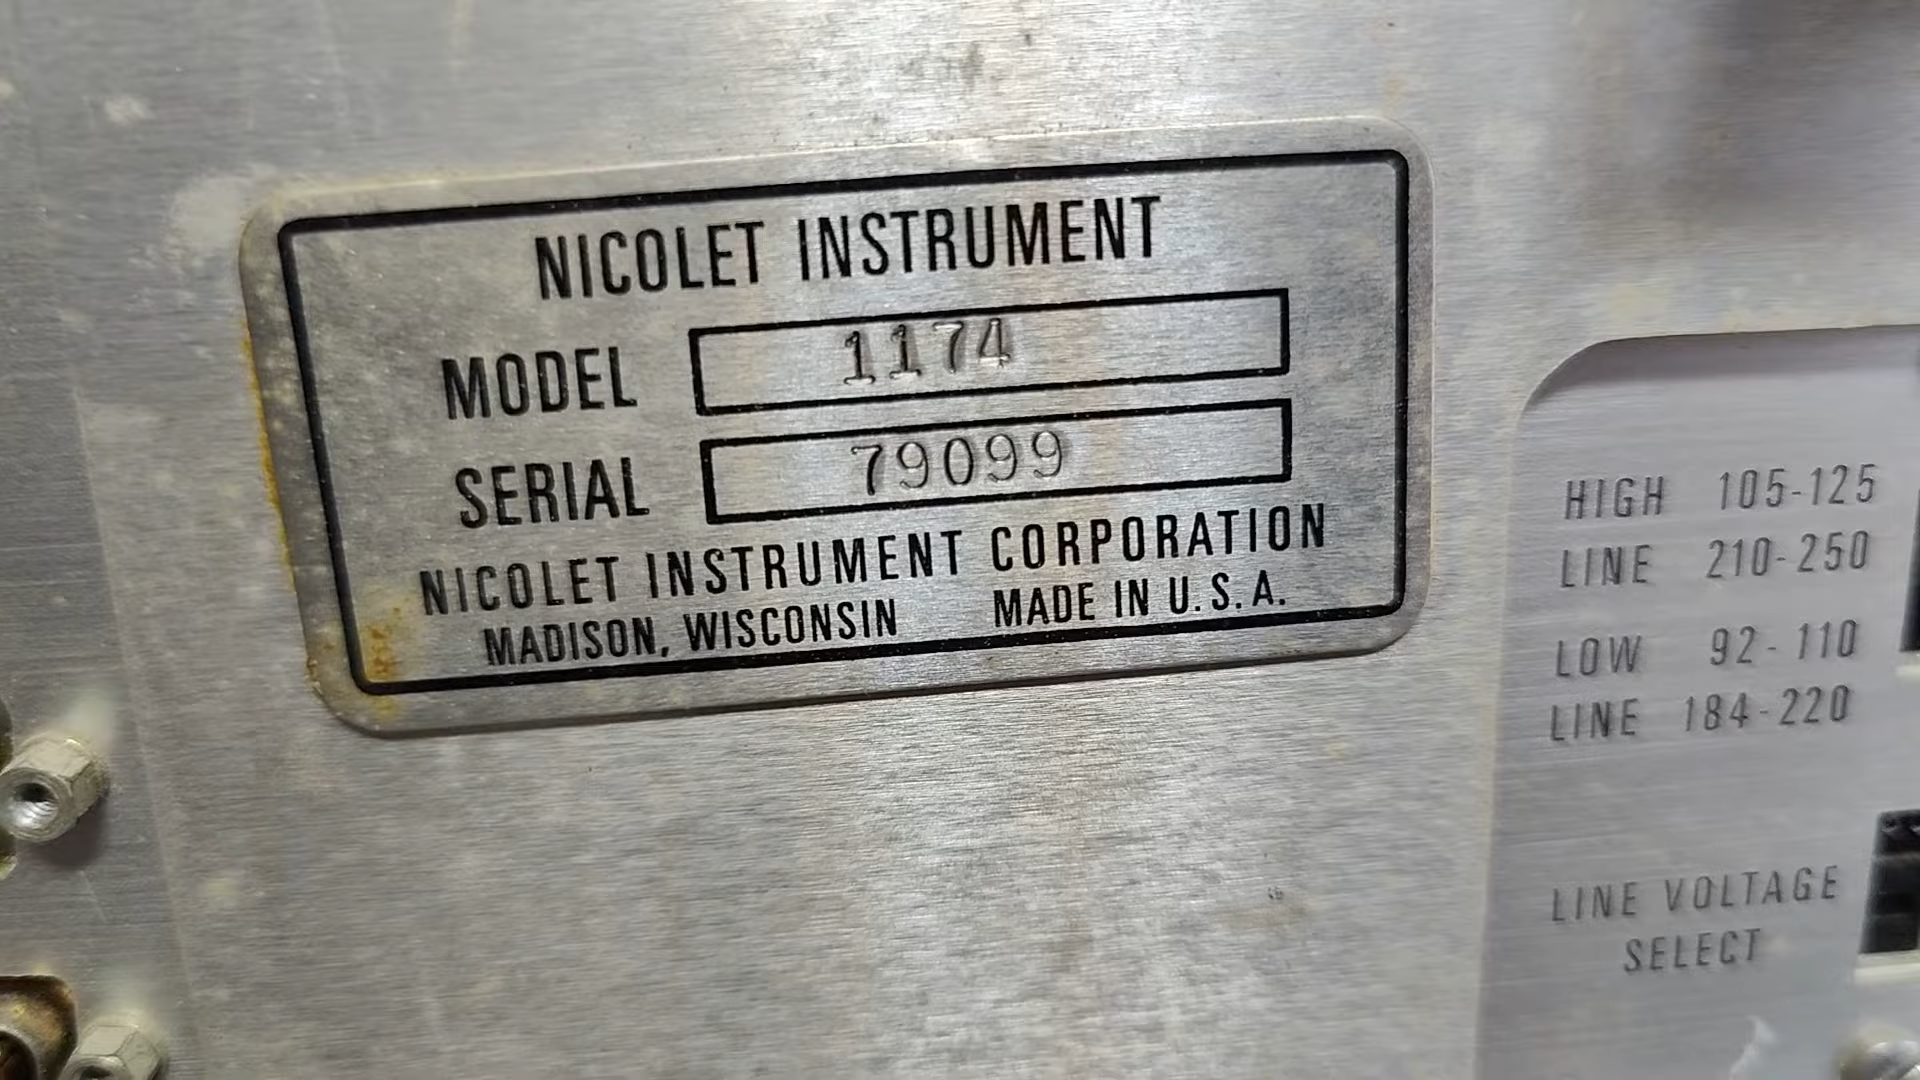 NICOLET INSTRUMENT
MODEL 1174
SERIAL 79099
NICOLET INSTRUMENT CORPORATION
MADISON, WISCONSIN MADE IN U.S.A.
HIGH 105-125
LINE 210-250
LOW 92-110
LINE 184-220
LINE VOLTAGE
SELECT